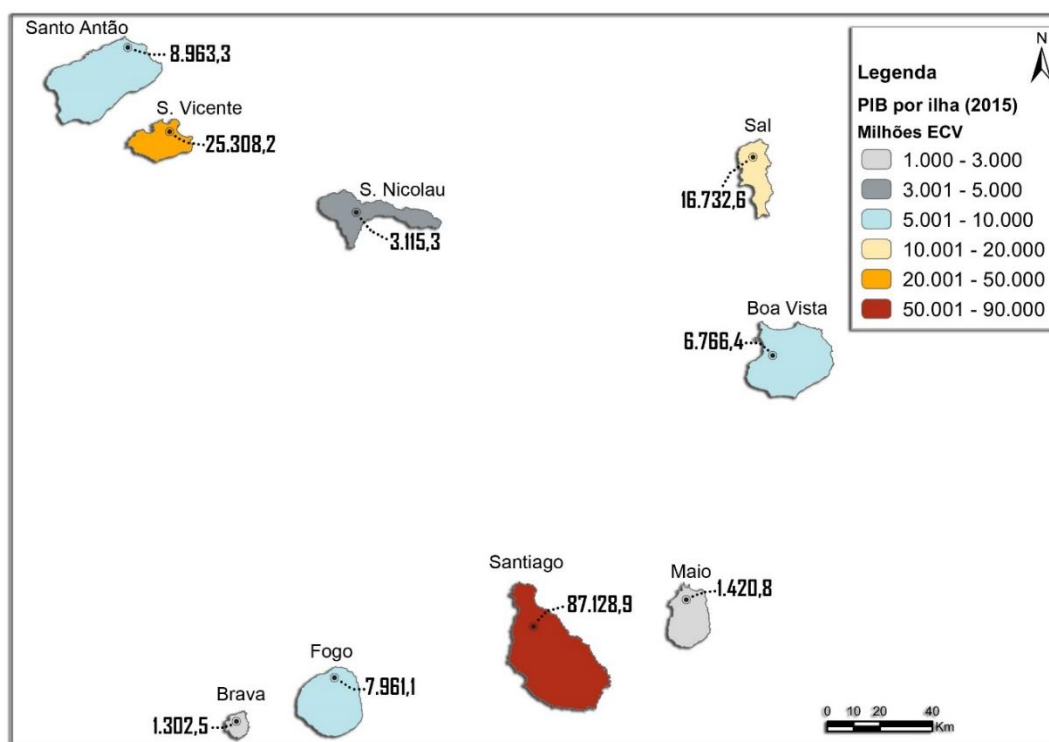 Santo Antão
8.963,3
S. Vicente
25.308,2
S. Nicolau
3.115,3
Sal
16.732,6
Boa Vista
6.766,4
Santiago
87.128,9
Maio
1.420,8
Fogo
7.961,1
Brava
1.302,5
N
Legenda
PIB por ilha (2015)
Milhões ECV
1.000 - 3.000
3.001 - 5.000
5.001 - 10.000
10.001 - 20.000
20.001 - 50.000
50.001 - 90.000
0 10 20 40
Km